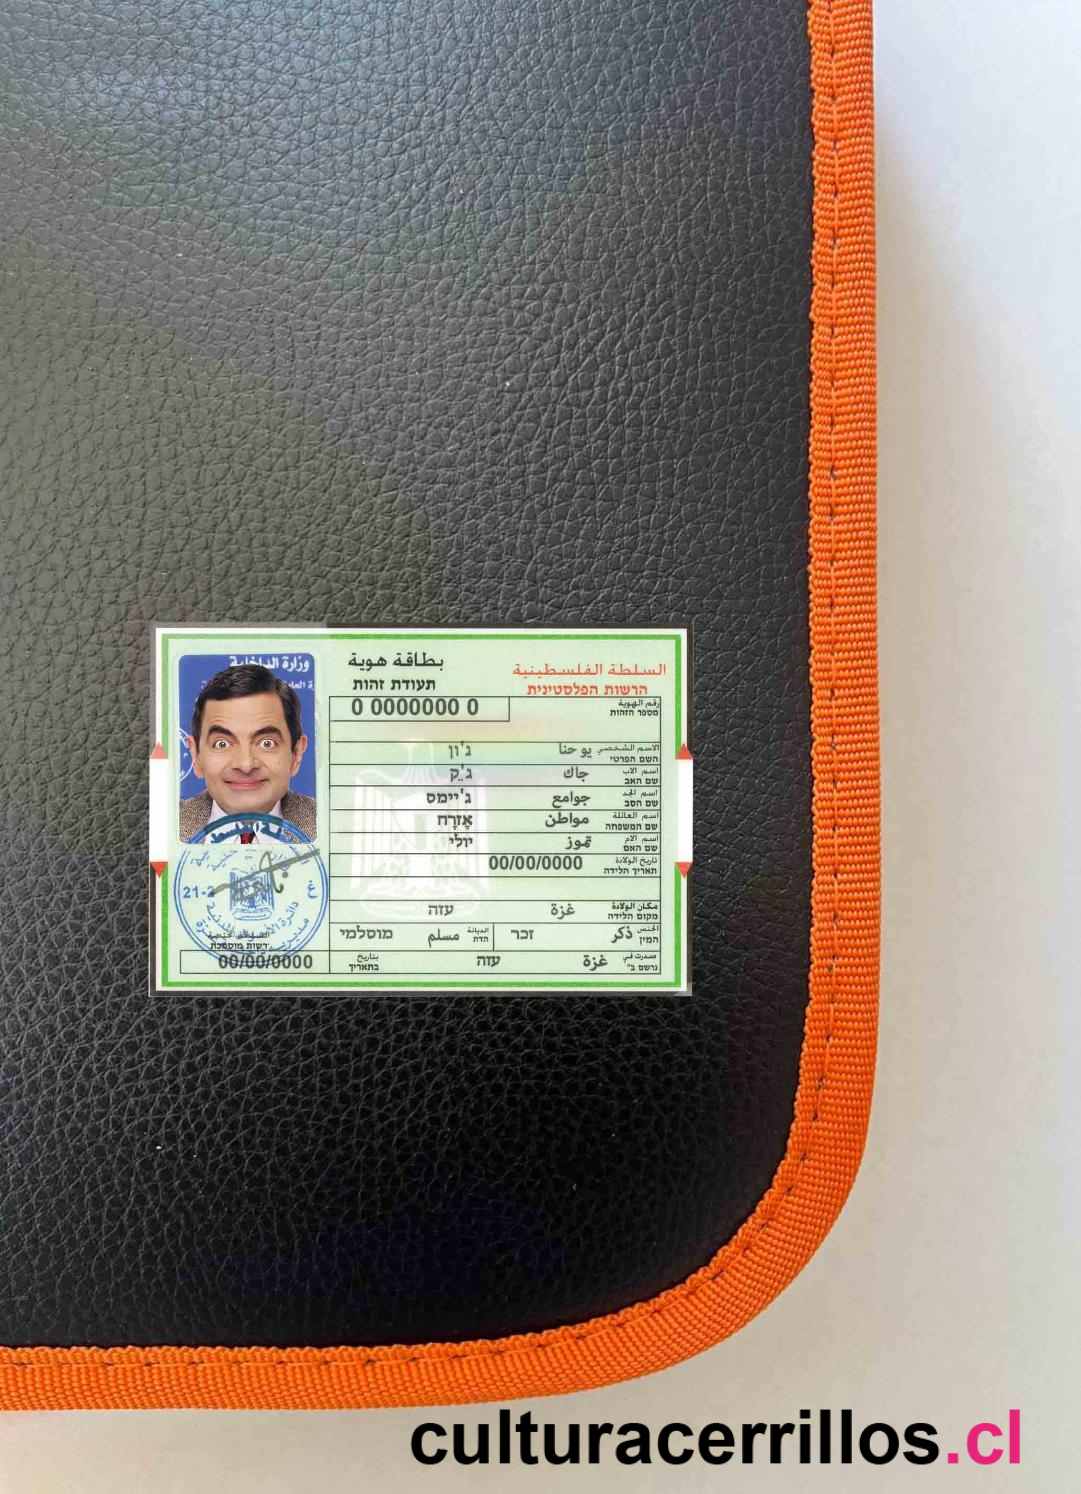 وزارة الداخلية
بطاقة هوية
תעודת זהות
السلطة الفلسطينية
הרשות הפלסטינית
0 0000000 0
رقم الهوية
מספר הזהות
الاسم الشخصي يوحنا ג'ון
השם הפרטי
اسم الاب جاك ג'ק
שם האב
اسم الجد جوامع ג'יימס
שם הסב
اسم العائلة مواطن אֶזרָח
שם המשפחה
اسم الام تموز יולי
שם האם
تاريخ الولادة 00/00/0000
תאריך הלידה
مكان الولادة غزة עזה
מקום הלידה
الجنس ذكر זכר الديانة مسلم מוסלמי
המין הדת
صدرت في غزة עזה بتاريخ 00/00/0000
נרשם ב" בתאריך
21-2 غ
culturacerrillos.cl